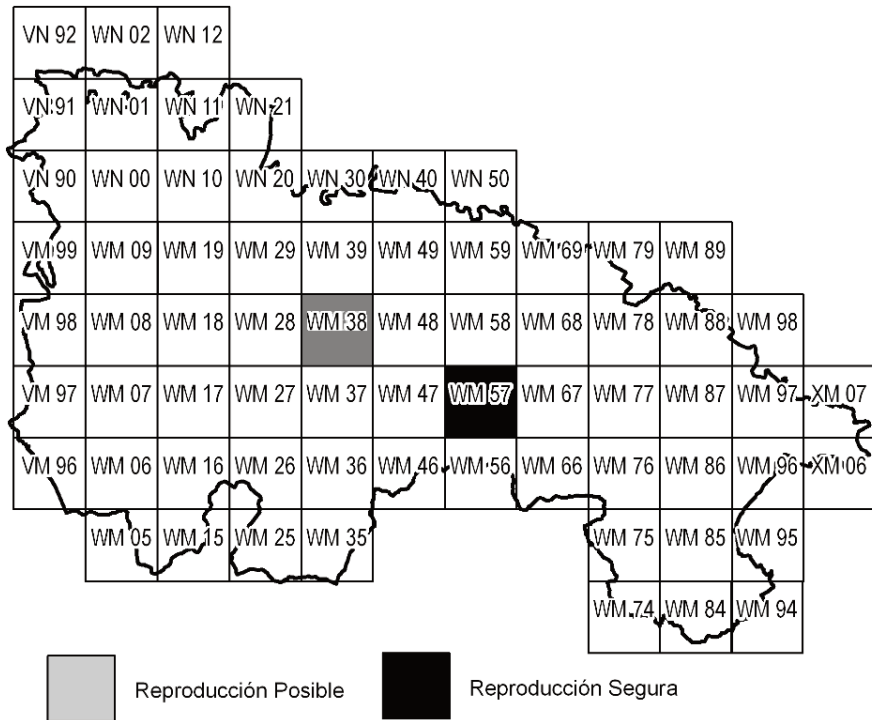 VN 92 WN 02 WN 12
VN 91 WN 01 WN 11 WN 21
VN 90 WN 00 WN 10 WN 20 WN 30 WN 40 WN 50
VM 99 WM 09 WM 19 WM 29 WM 39 WM 49 WM 59 WM 69 WM 79 WM 89
VM 98 WM 08 WM 18 WM 28 WM 38 WM 48 WM 58 WM 68 WM 78 WM 88 WM 98
VM 97 WM 07 WM 17 WM 27 WM 37 WM 47 WM 57 WM 67 WM 77 WM 87 WM 97 XM 07
VM 96 WM 06 WM 16 WM 26 WM 36 WM 46 WM 56 WM 66 WM 76 WM 86 WM 96 XM 06
WM 05 WM 15 WM 25 WM 35 WM 75 WM 85 WM 95
WM 74 WM 84 WM 94
Reproducción Posible Reproducción Segura